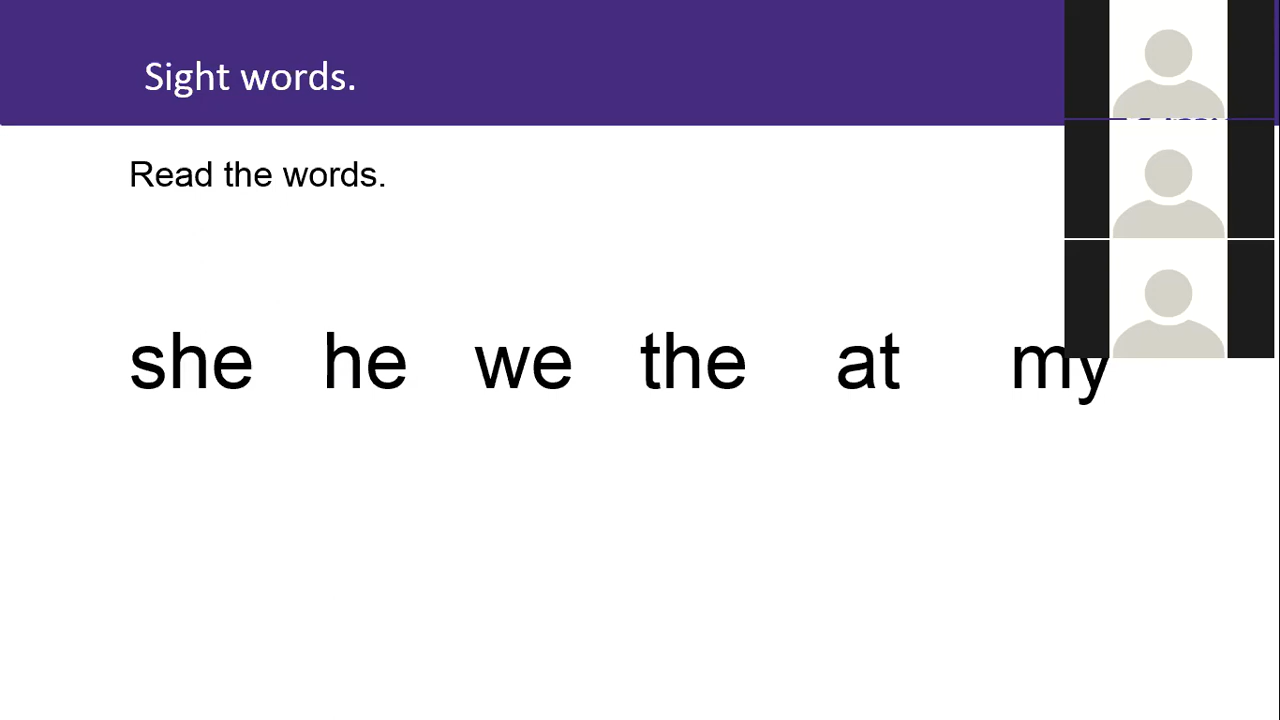 Sight words.
Read the words.
she he we the at my